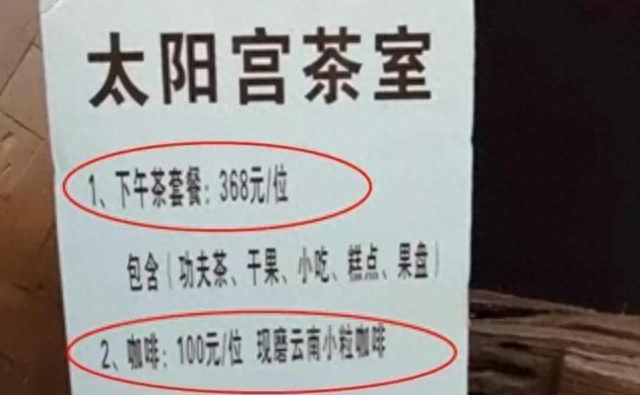 太阳宫茶室
1、下午茶套餐：368元/位
包含（功夫茶、干果、小吃、糕点、果盘）
2、咖啡：100元/位 现磨云南小粒咖啡